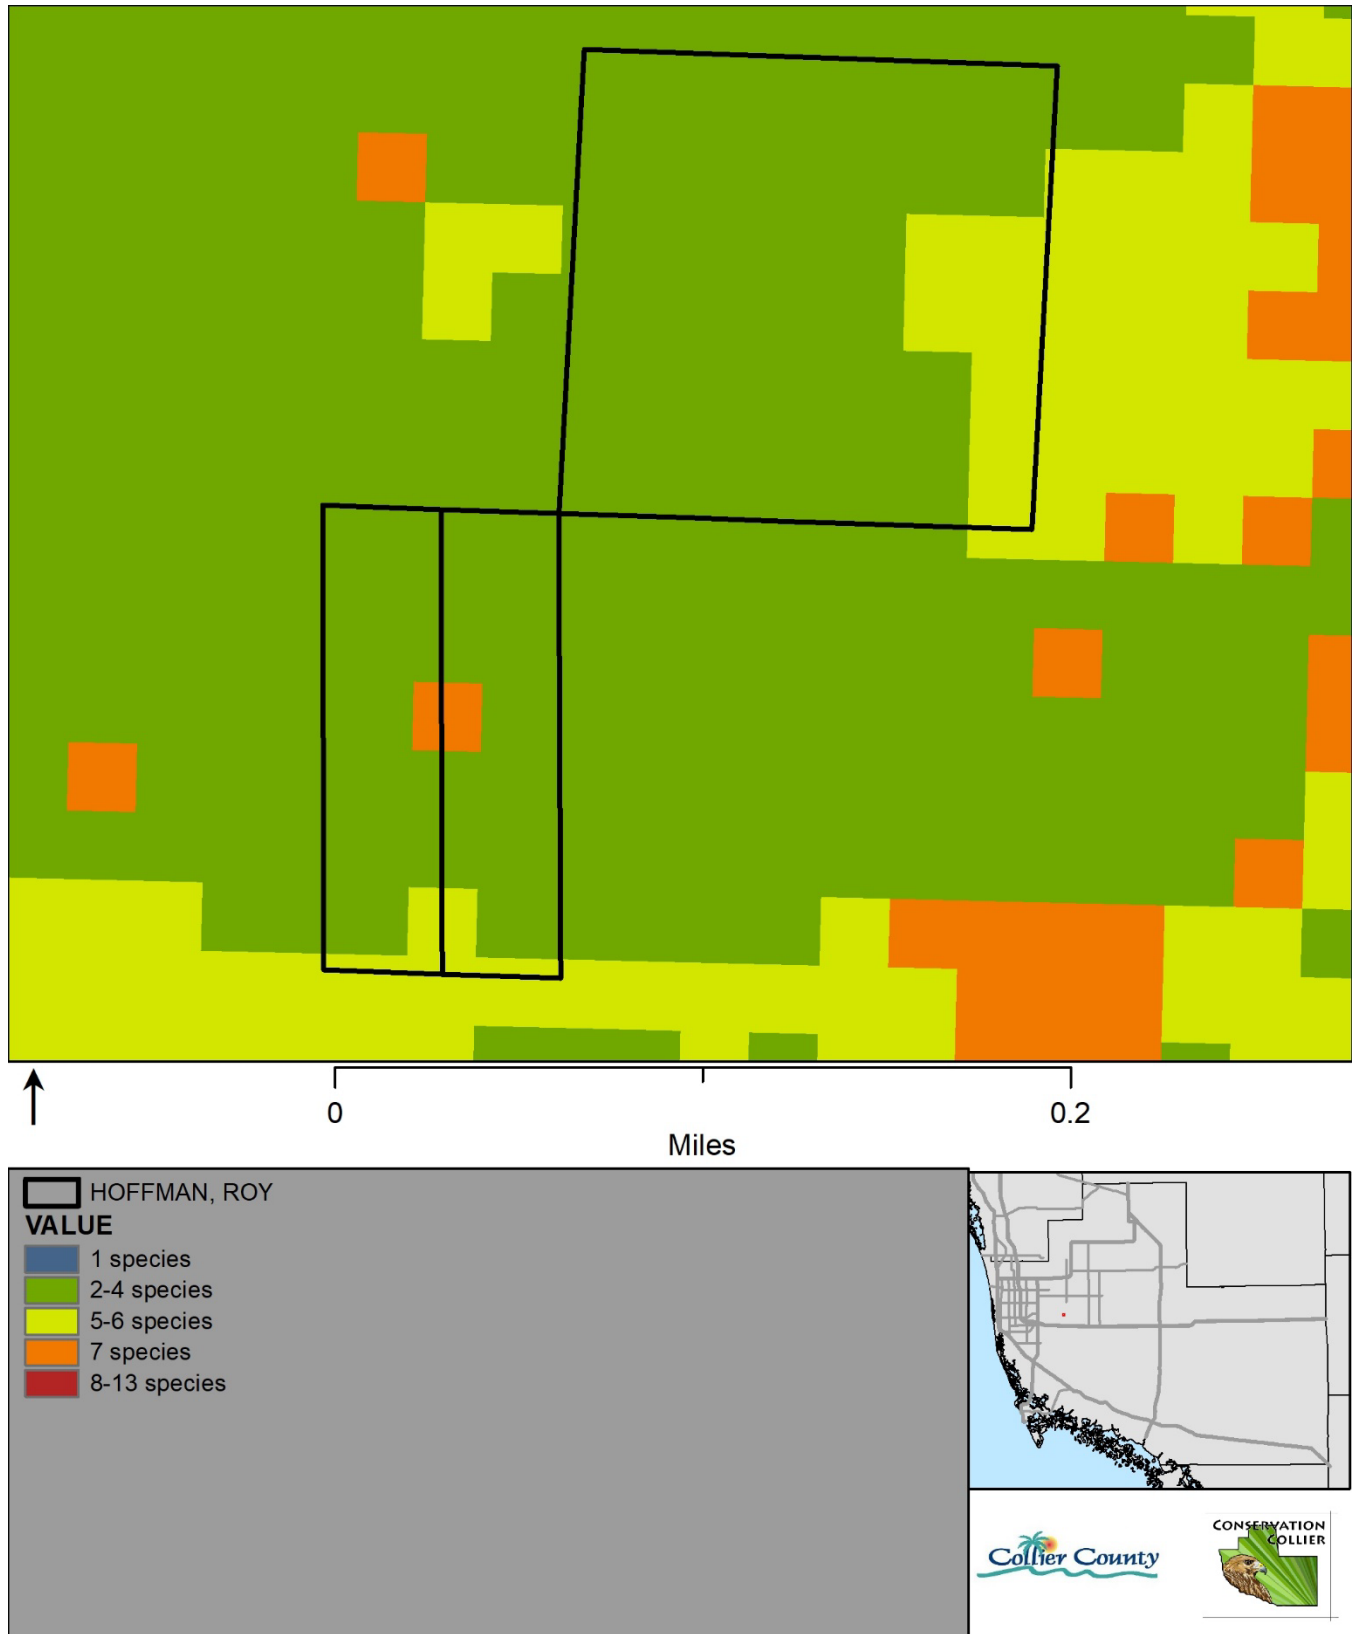 0
0.2
Miles
HOFFMAN, ROY
VALUE
1 species
2-4 species
5-6 species
7 species
8-13 species
Collier County
CONSERVATION
COLLIER